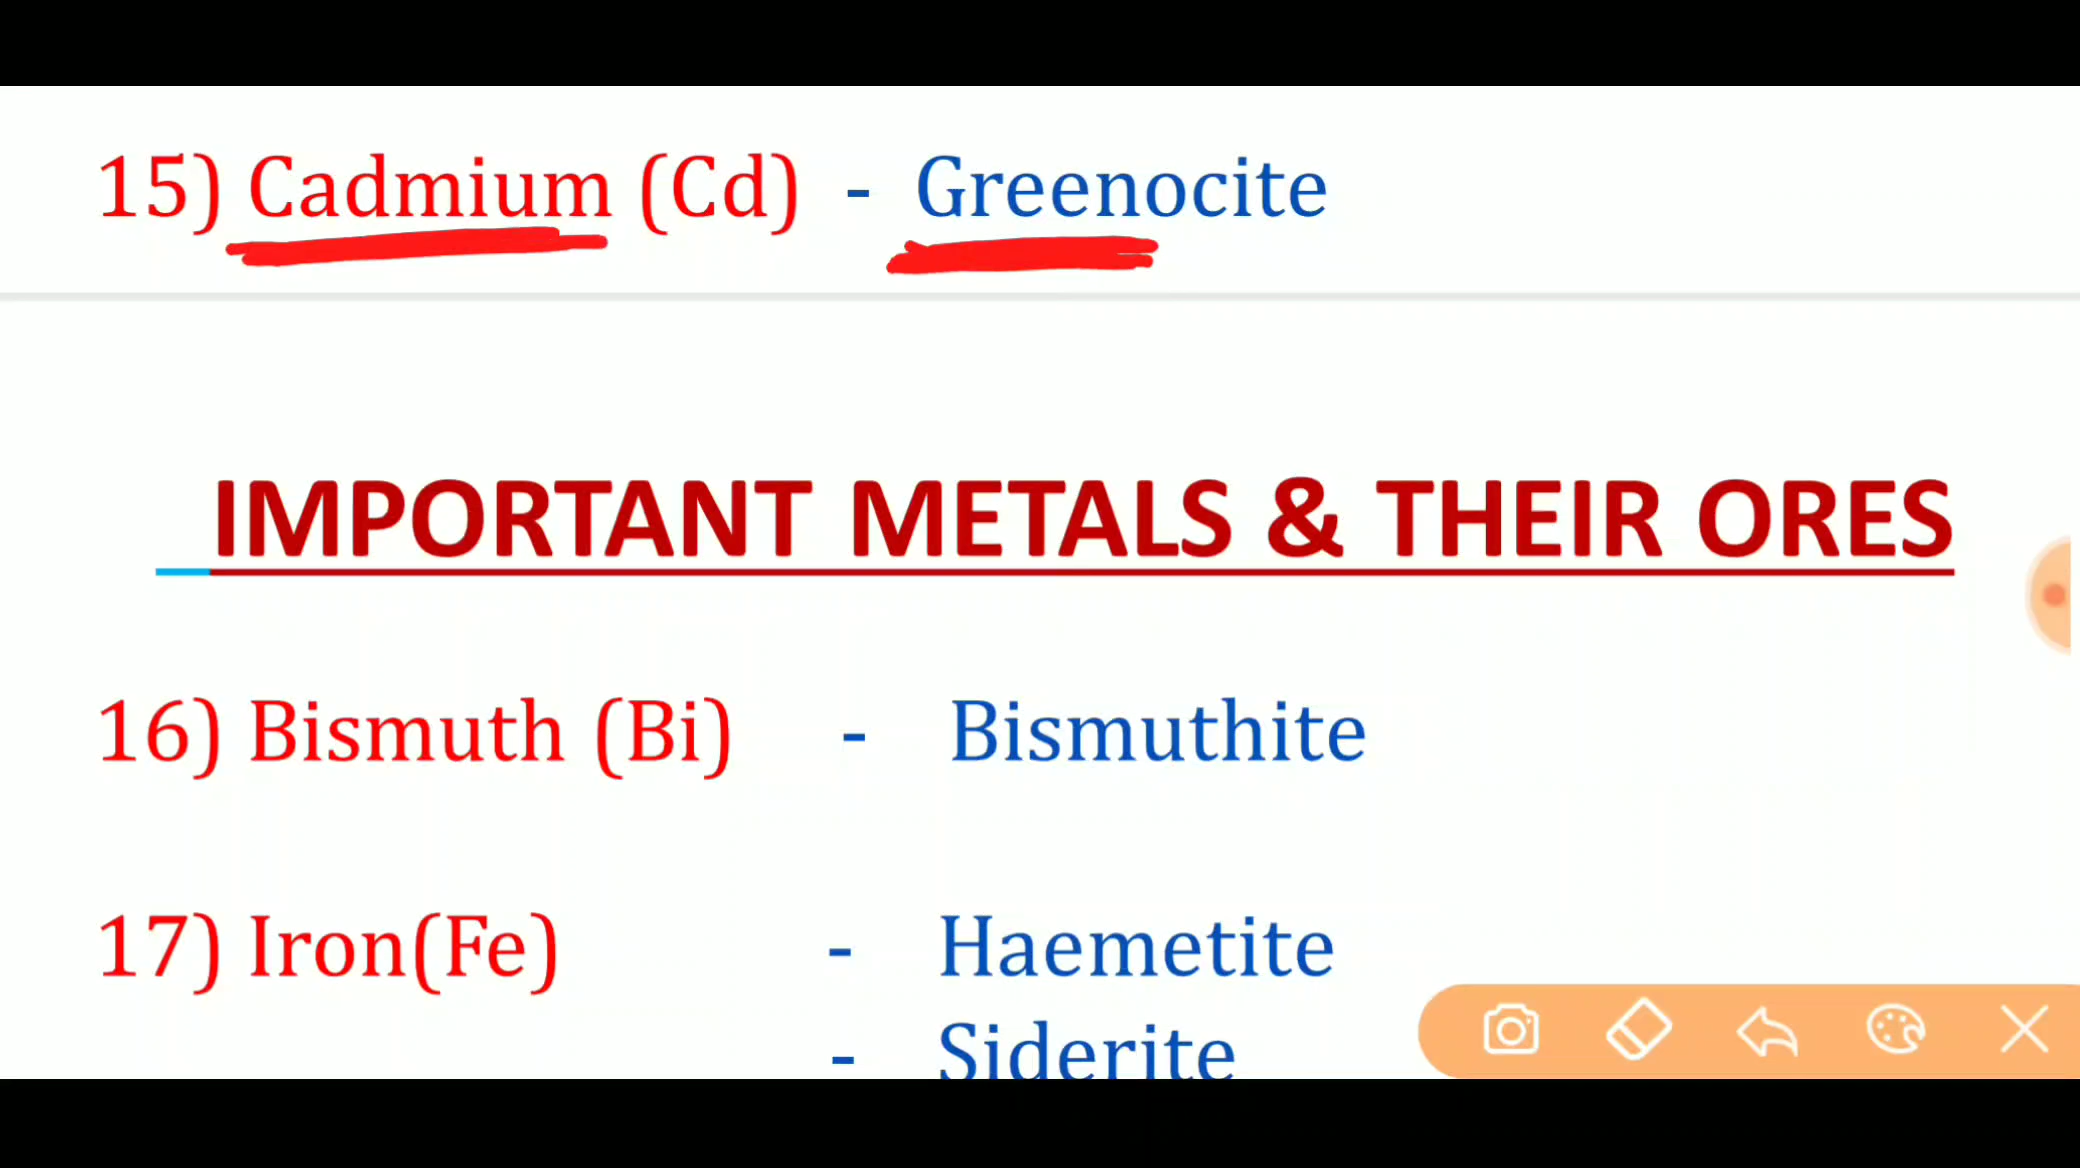 15) Cadmium (Cd) - Greenocite
IMPORTANT METALS & THEIR ORES
16) Bismuth (Bi) - Bismuthite
17) Iron(Fe) - Haemetite
- Siderite